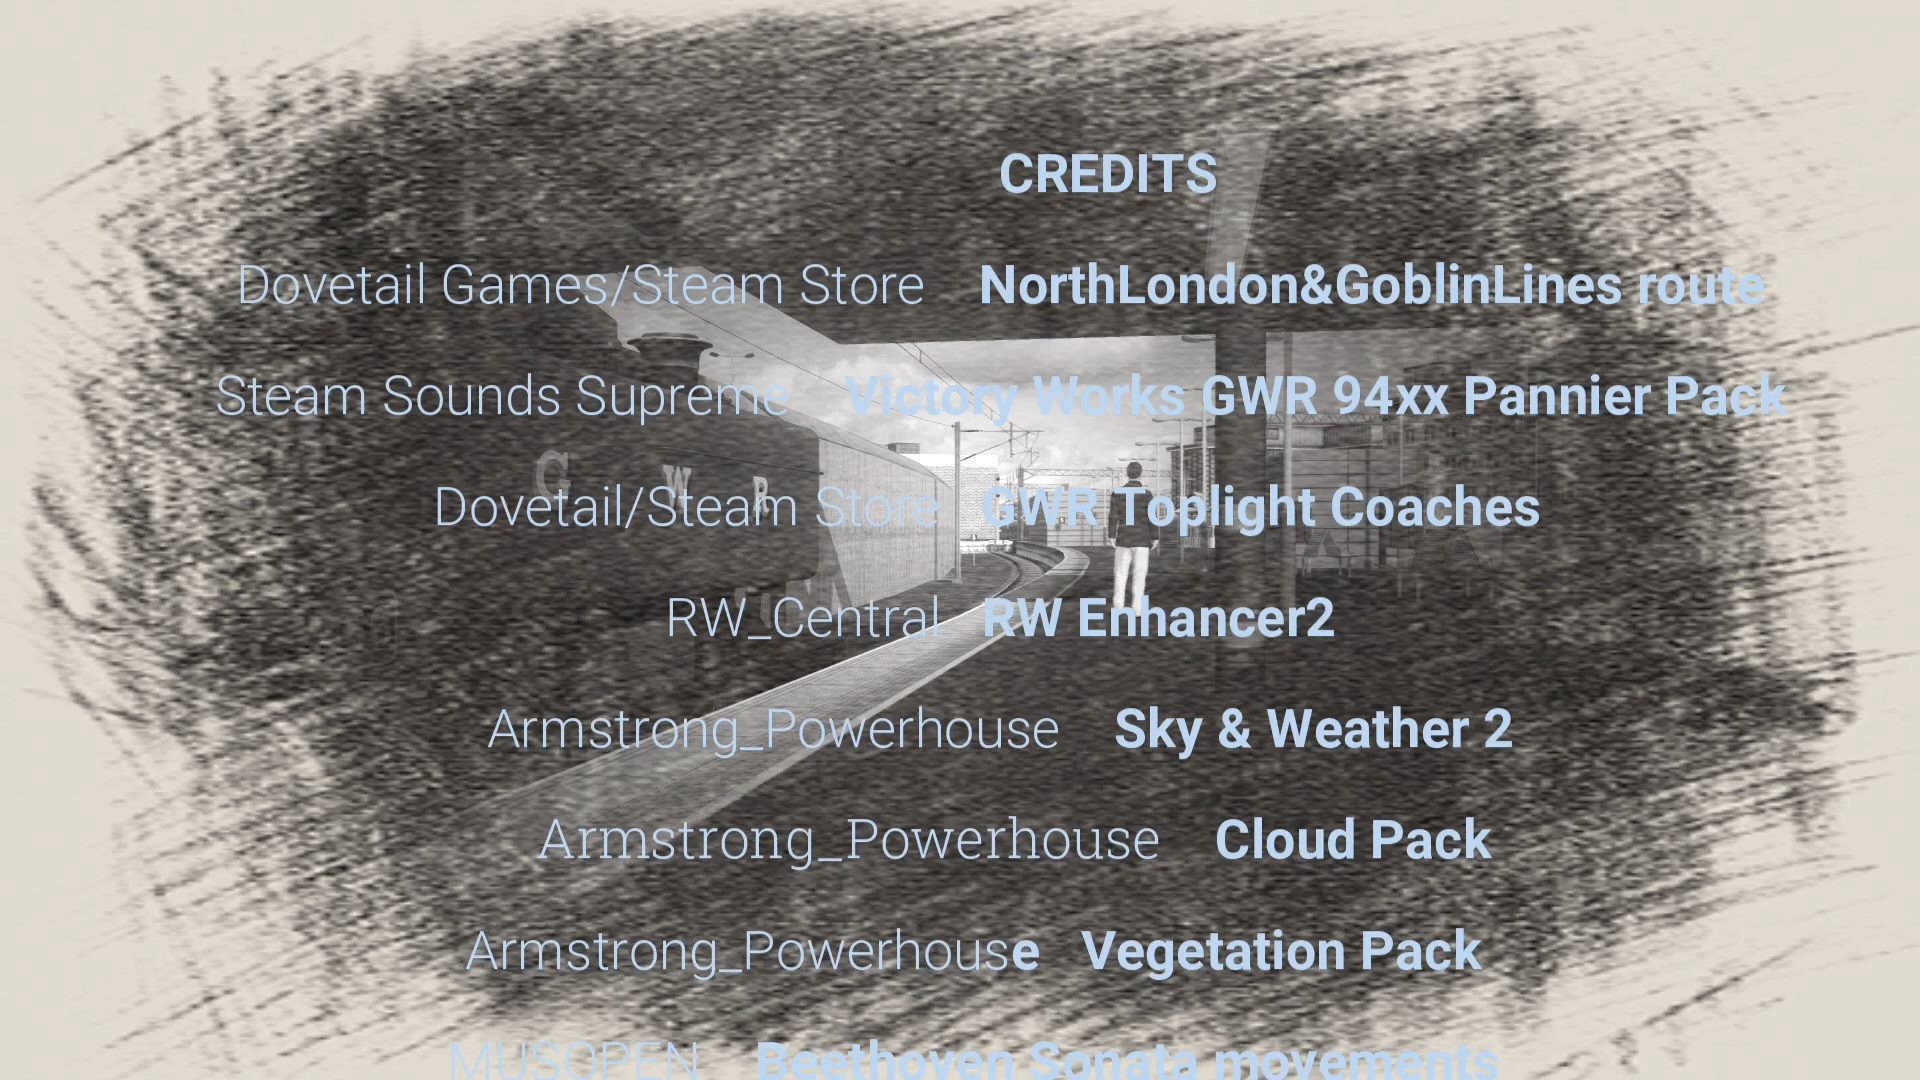 CREDITS
Dovetail Games/Steam Store NorthLondon&GoblinLines route
Steam Sounds Supreme Victory Works GWR 94xx Pannier Pack
G W R
Dovetail/Steam Store GWR Toplight Coaches
RW_Central RW Enhancer2
Armstrong_Powerhouse Sky & Weather 2
Armstrong_Powerhouse Cloud Pack
Armstrong_Powerhouse Vegetation Pack
MUSOPEN Beethoven Sonata movements